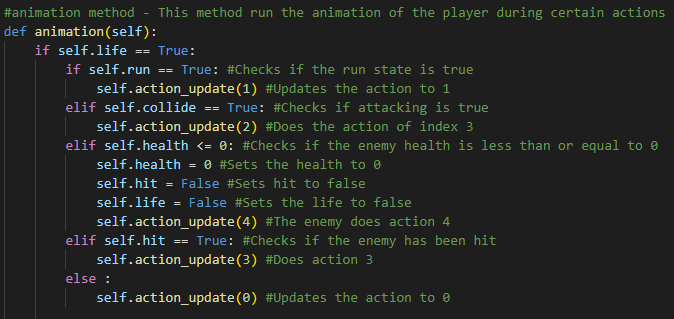 #animation method - This method run the animation of the player during certain actions
def animation(self):
    if self.life == True:
        if self.run == True: #Checks if the run state is true
            self.action_update(1) #Updates the action to 1
        elif self.collide == True: #Checks if attacking is true
            self.action_update(2) #Does the action of index 3
        elif self.health <= 0: #Checks if the enemy health is less than or equal to 0
            self.health = 0 #Sets the health to 0
            self.hit = False #Sets hit to false
            self.life = False #Sets the life to false
            self.action_update(4) #The enemy does action 4
        elif self.hit == True: #Checks if the enemy has been hit
            self.action_update(3) #Does action 3
        else :
            self.action_update(0) #Updates the action to 0